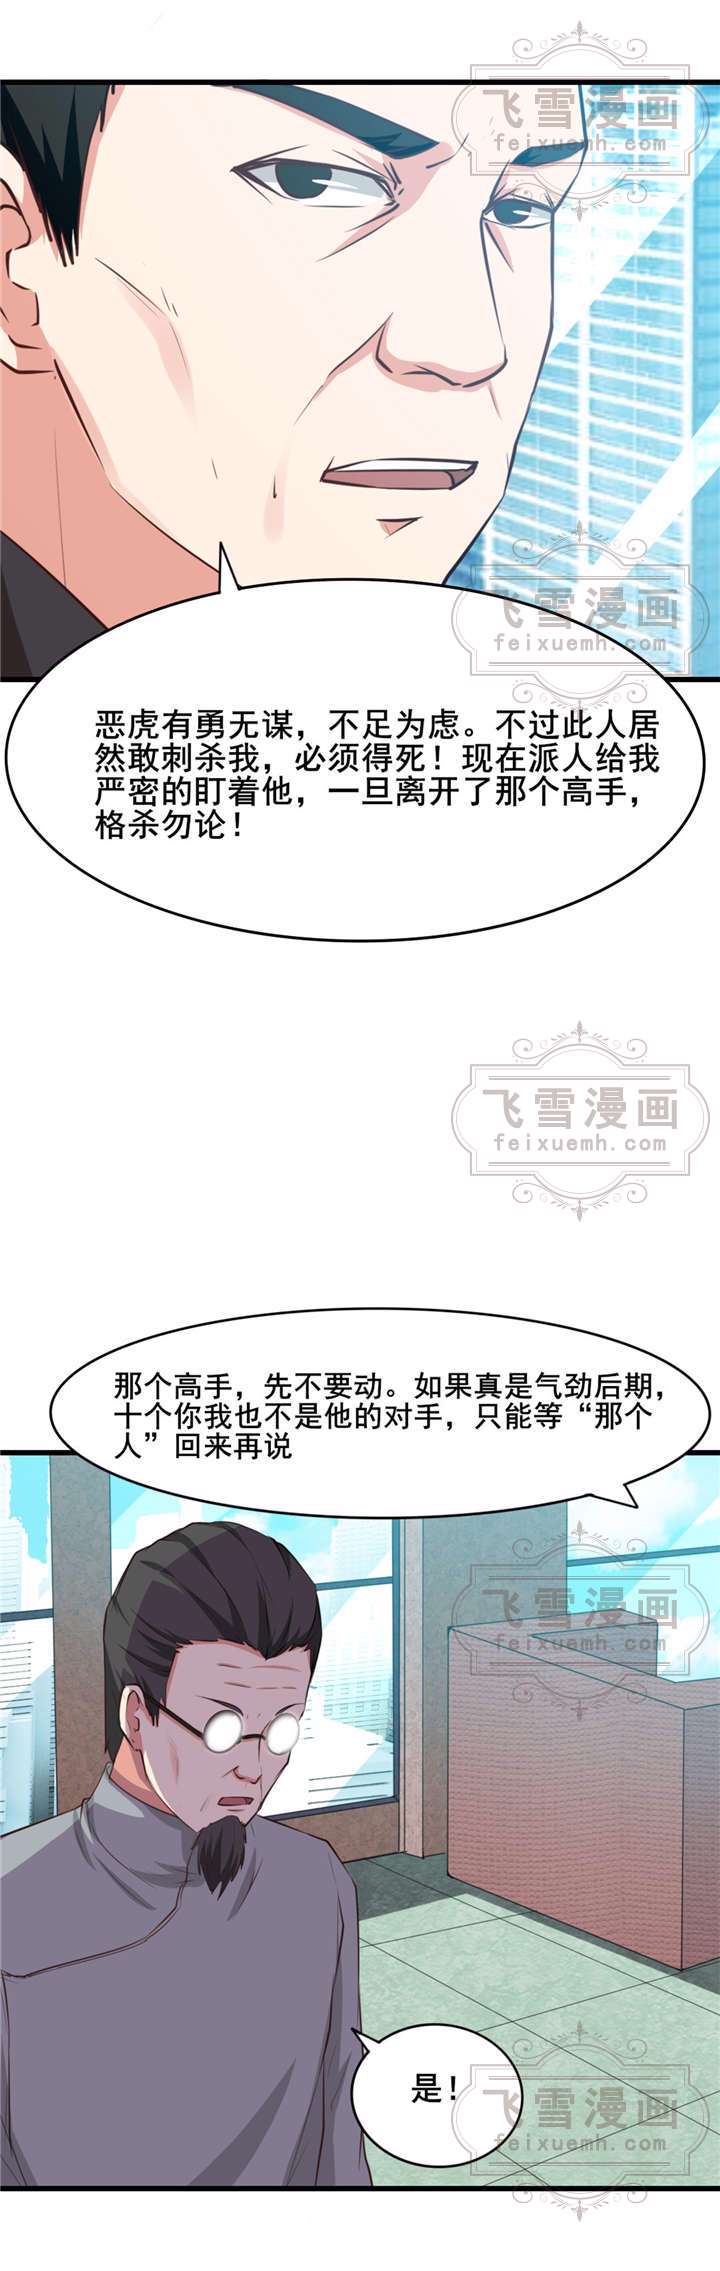 飞雪漫画
feixuemh.com
飞雪漫画
feixuemh.com
恶虎有勇无谋，不足为虑。不过此人居
然敢刺杀我，必须得死！现在派人给我
严密的盯着他，一旦离开了那个高手，
格杀勿论！
飞雪漫画
feixuemh.com
那个高手，先不要动。如果真是气劲后期，
十个你我也不是他的对手，只能等“那个
人”回来再说
飞雪漫画
feixuemh.com
是！
飞雪漫画
feixuemh.com